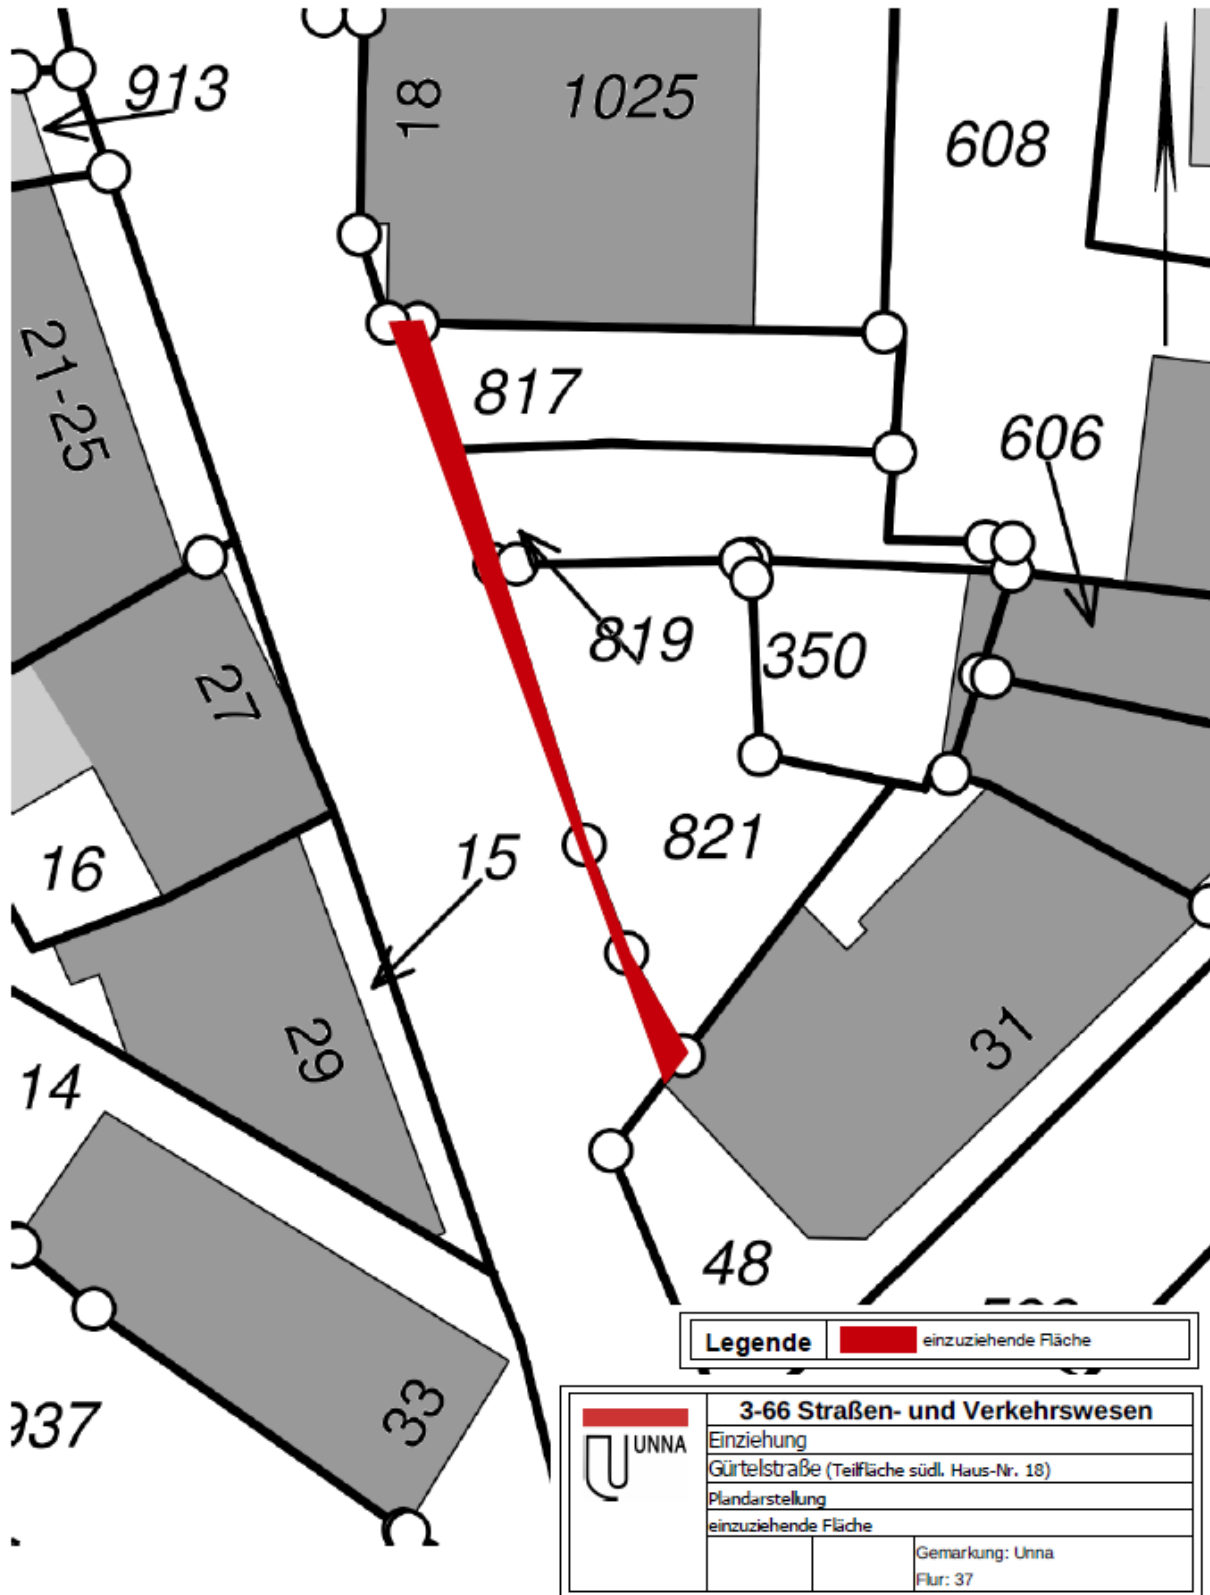 913
18
1025
608
21-25
817
606
819
350
27
821
15
16
29
31
14
48
33
937
Legende
einzuziehende Fläche
UNNA
3-66 Straßen- und Verkehrswesen
Einziehung
Gürtelstraße (Teilfläche südl. Haus-Nr. 18)
Plandarstellung
einzuziehende Fläche
Gemarkung: Unna
Flur: 37